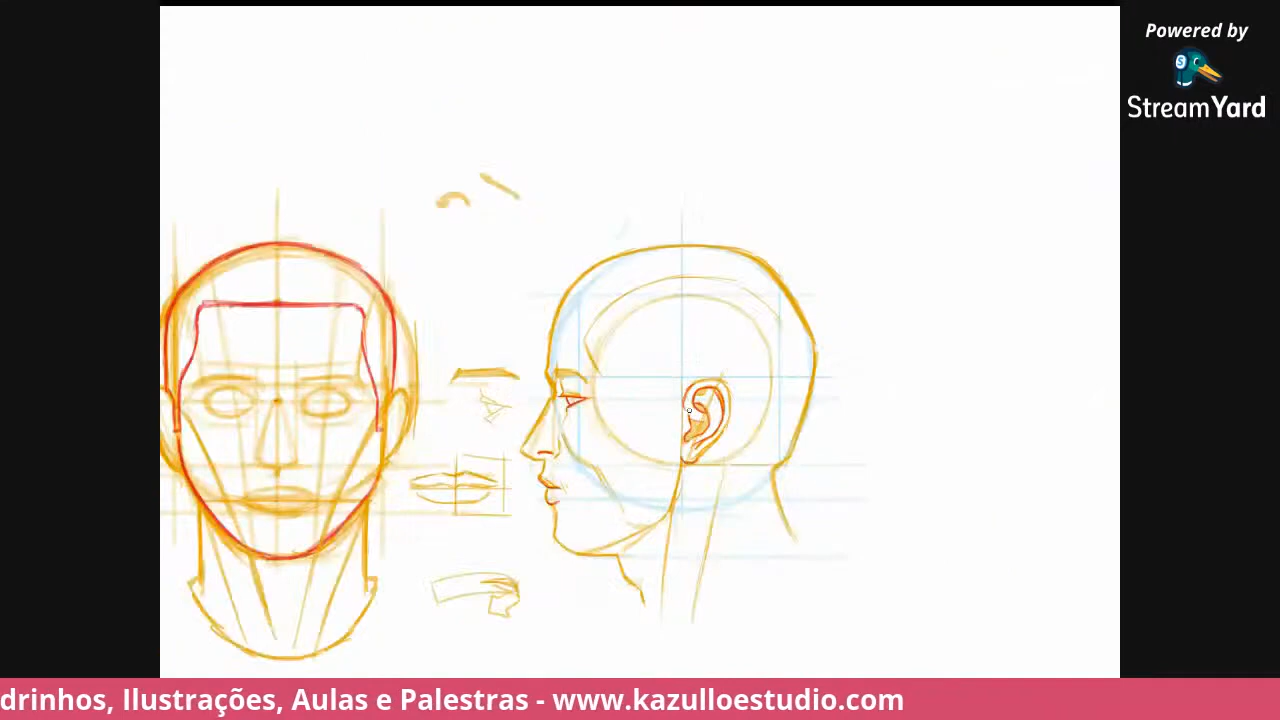 Powered by
StreamYard
drinhos, Ilustrações, Aulas e Palestras - www.kazulloestudio.com